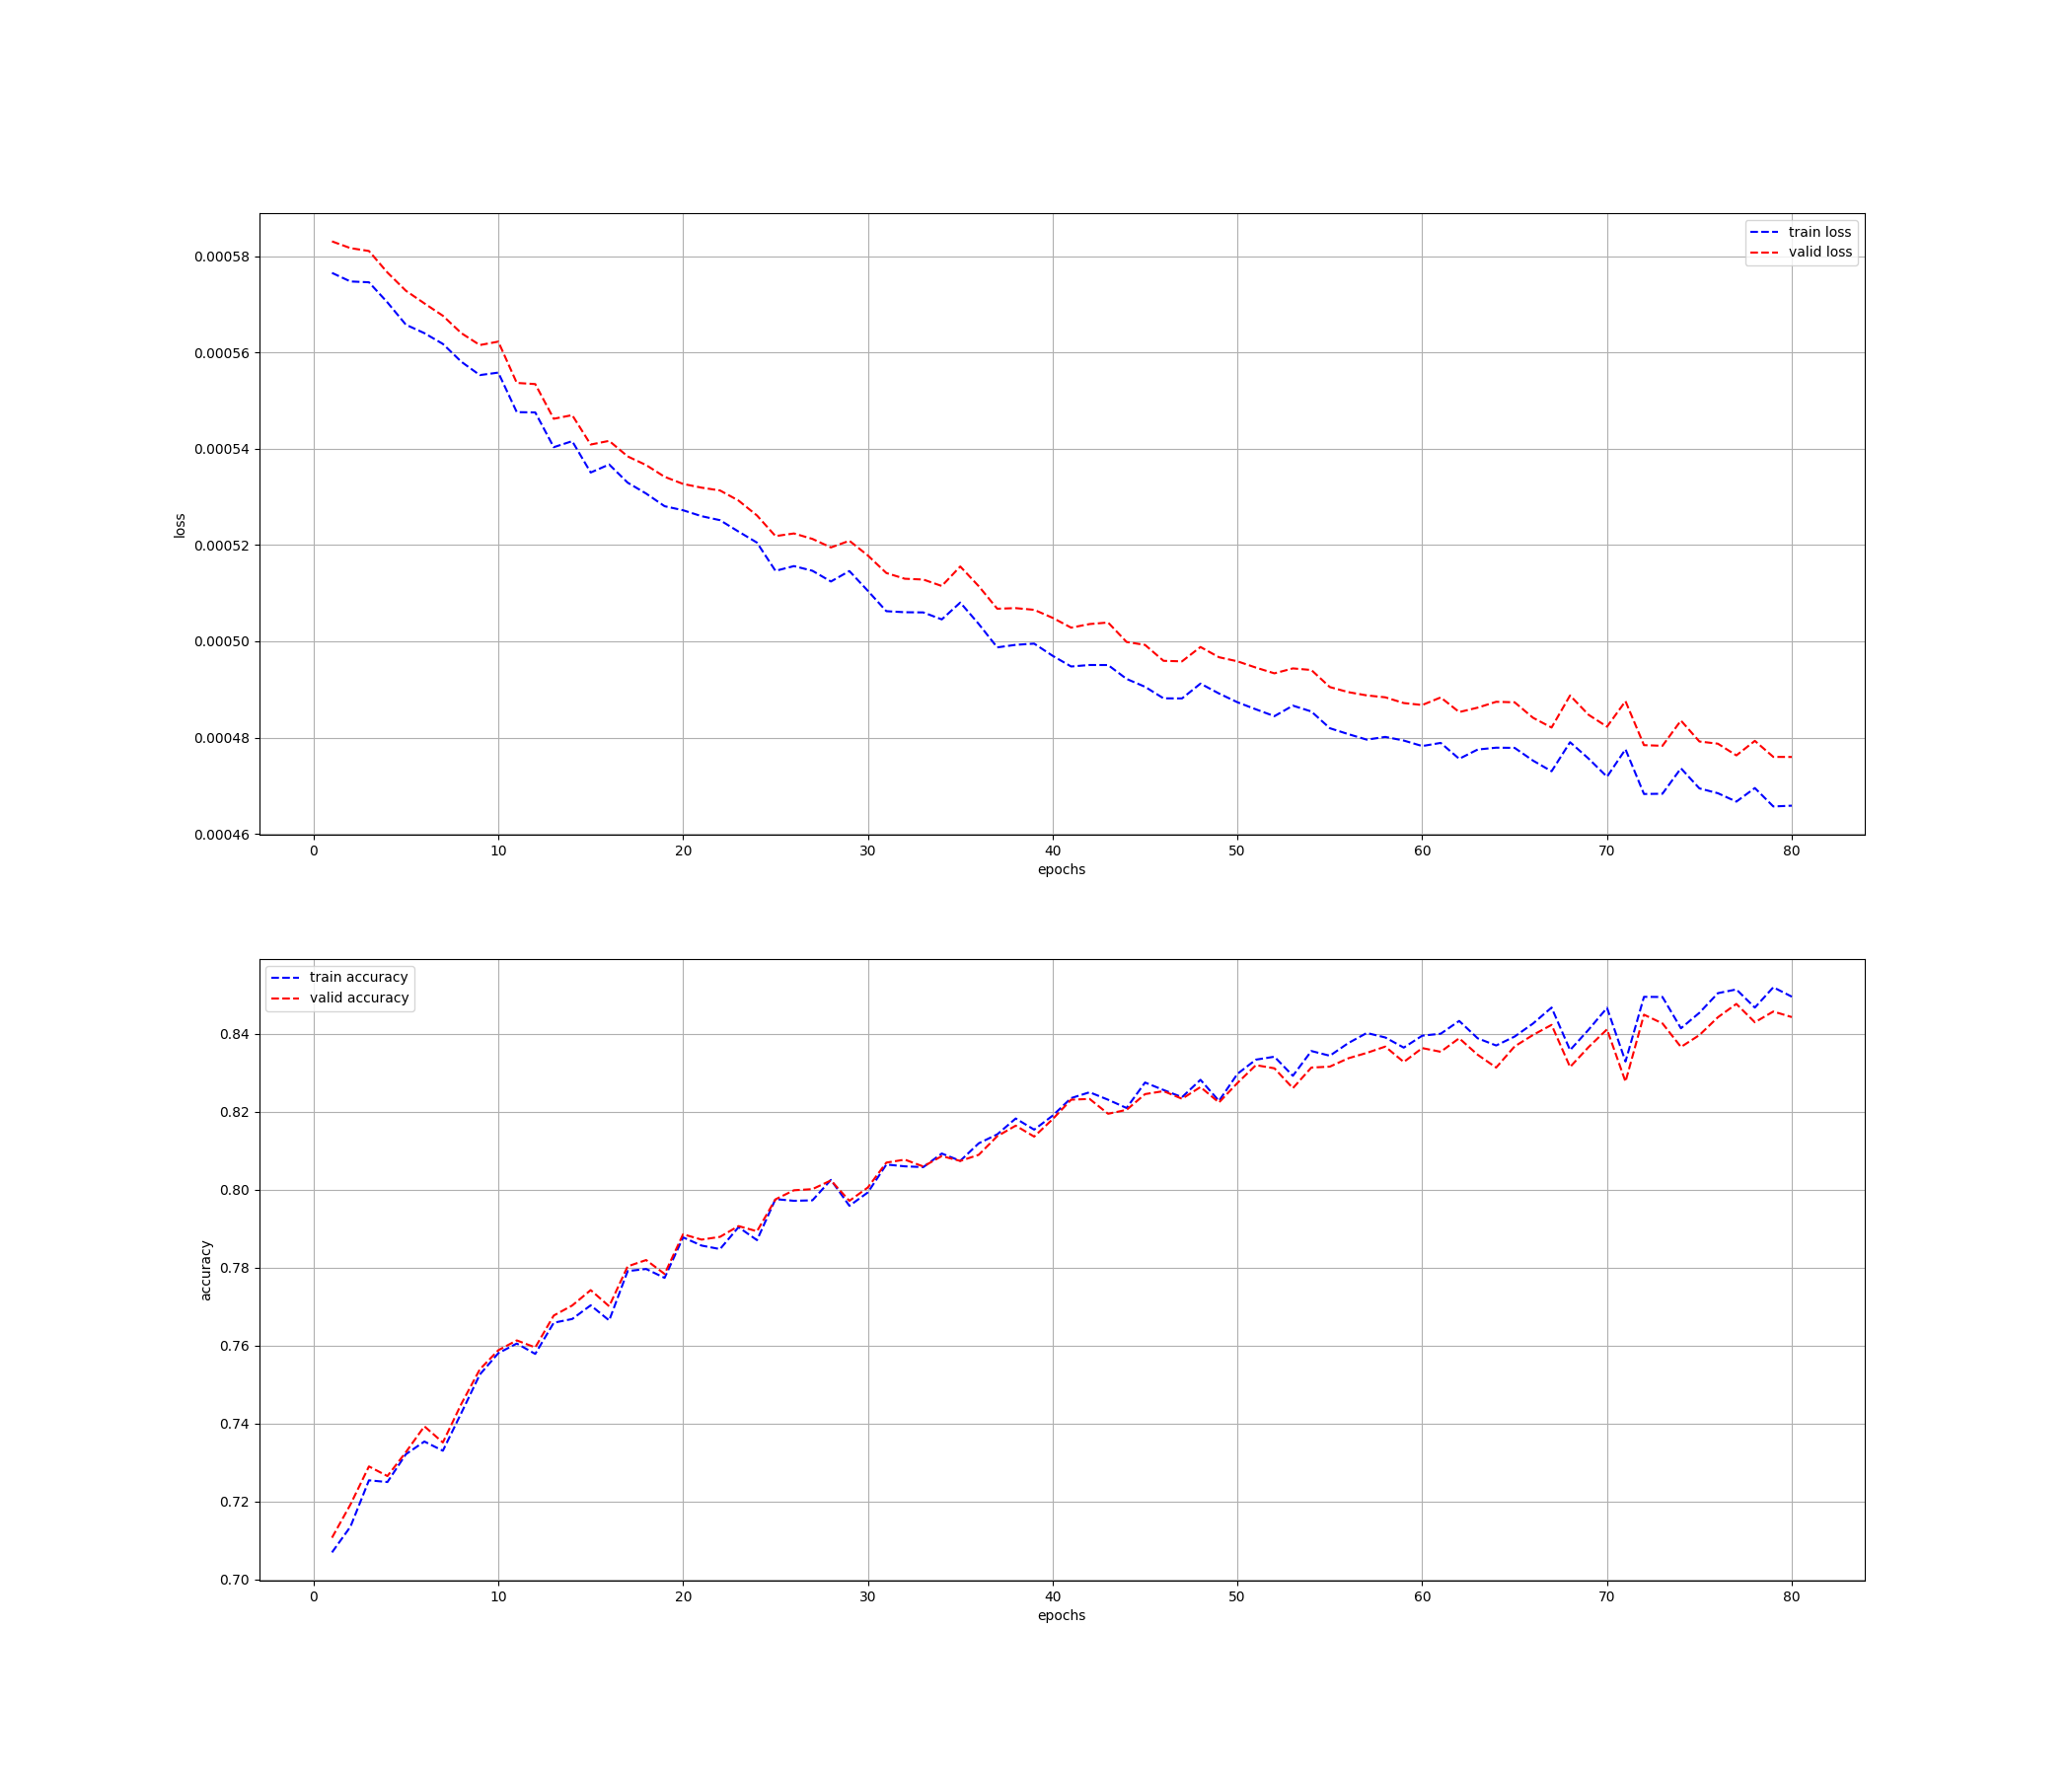 train loss
valid loss
0.00058
0.00056
0.00054
0.00052
0.00050
0.00048
0.00046
loss
0 10 20 30 40 50 60 70 80
epochs
train accuracy
valid accuracy
0.84
0.82
0.80
0.78
0.76
0.74
0.72
0.70
accuracy
0 10 20 30 40 50 60 70 80
epochs